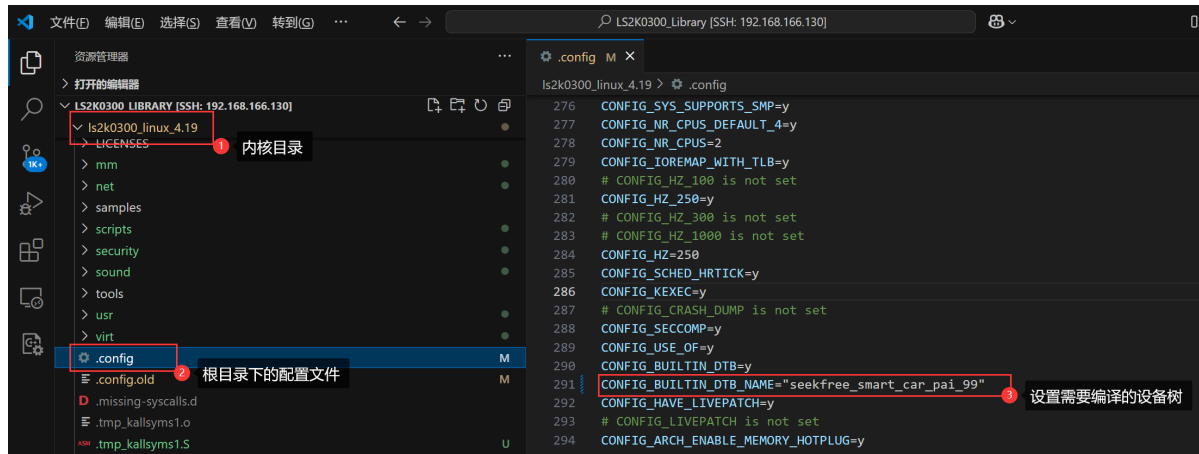 文件(F) 编辑(E) 选择(S) 查看(V) 转到(G) ··· LS2K0300_Library [SSH: 192.168.166.130]
资源管理器 ···
打开的编辑器
LS2K0300 LIBRARY [SSH: 192.168.166.130]
ls2k0300_linux_4.19
1 内核目录
LICENSES
mm
net
samples
scripts
security
sound
tools
usr
virt
.config M
2 根目录下的配置文件
.config.old M
.missing-syscalls.d
.tmp_kallsyms1.o
ASM .tmp_kallsyms1.S U
1K+
.config M
ls2k0300_linux_4.19 > .config
276 CONFIG_SYS_SUPPORTS_SMP=y
277 CONFIG_NR_CPUS_DEFAULT_4=y
278 CONFIG_NR_CPUS=2
279 CONFIG_IOREMAP_WITH_TLB=y
280 # CONFIG_HZ_100 is not set
281 CONFIG_HZ_250=y
282 # CONFIG_HZ_300 is not set
283 # CONFIG_HZ_1000 is not set
284 CONFIG_HZ=250
285 CONFIG_SCHED_HRTICK=y
286 CONFIG_KEXEC=y
287 # CONFIG_CRASH_DUMP is not set
288 CONFIG_SECCOMP=y
289 CONFIG_USE_OF=y
290 CONFIG_BUILTIN_DTB=y
291 CONFIG_BUILTIN_DTB_NAME="seekfree_smart_car_pai_99"
3 设置需要编译的设备树
292 CONFIG_HAVE_LIVEPATCH=y
293 # CONFIG_LIVEPATCH is not set
294 CONFIG_ARCH_ENABLE_MEMORY_HOTPLUG=y